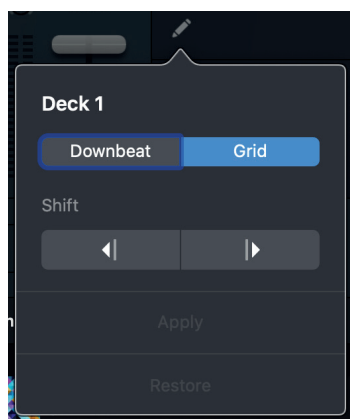 Deck 1
Downbeat Grid
Shift
Apply
Restore
n